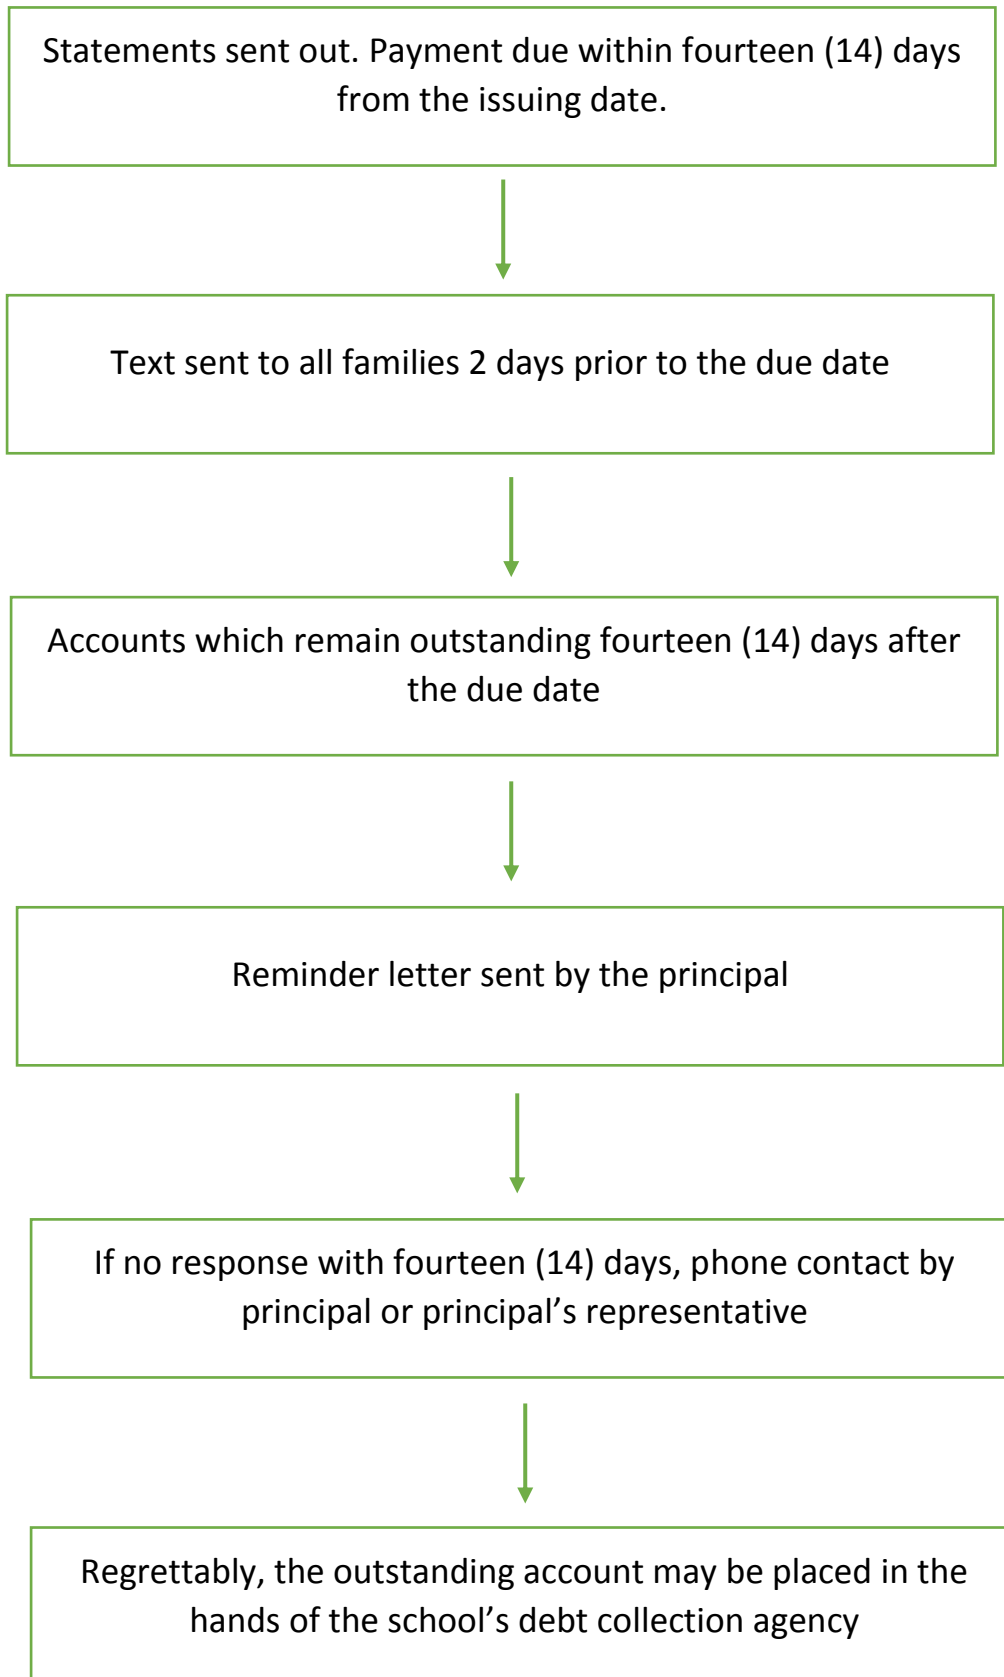 Statements sent out. Payment due within fourteen (14) days
from the issuing date.
Text sent to all families 2 days prior to the due date
Accounts which remain outstanding fourteen (14) days after
the due date
Reminder letter sent by the principal
If no response with fourteen (14) days, phone contact by
principal or principal’s representative
Regrettably, the outstanding account may be placed in the
hands of the school’s debt collection agency